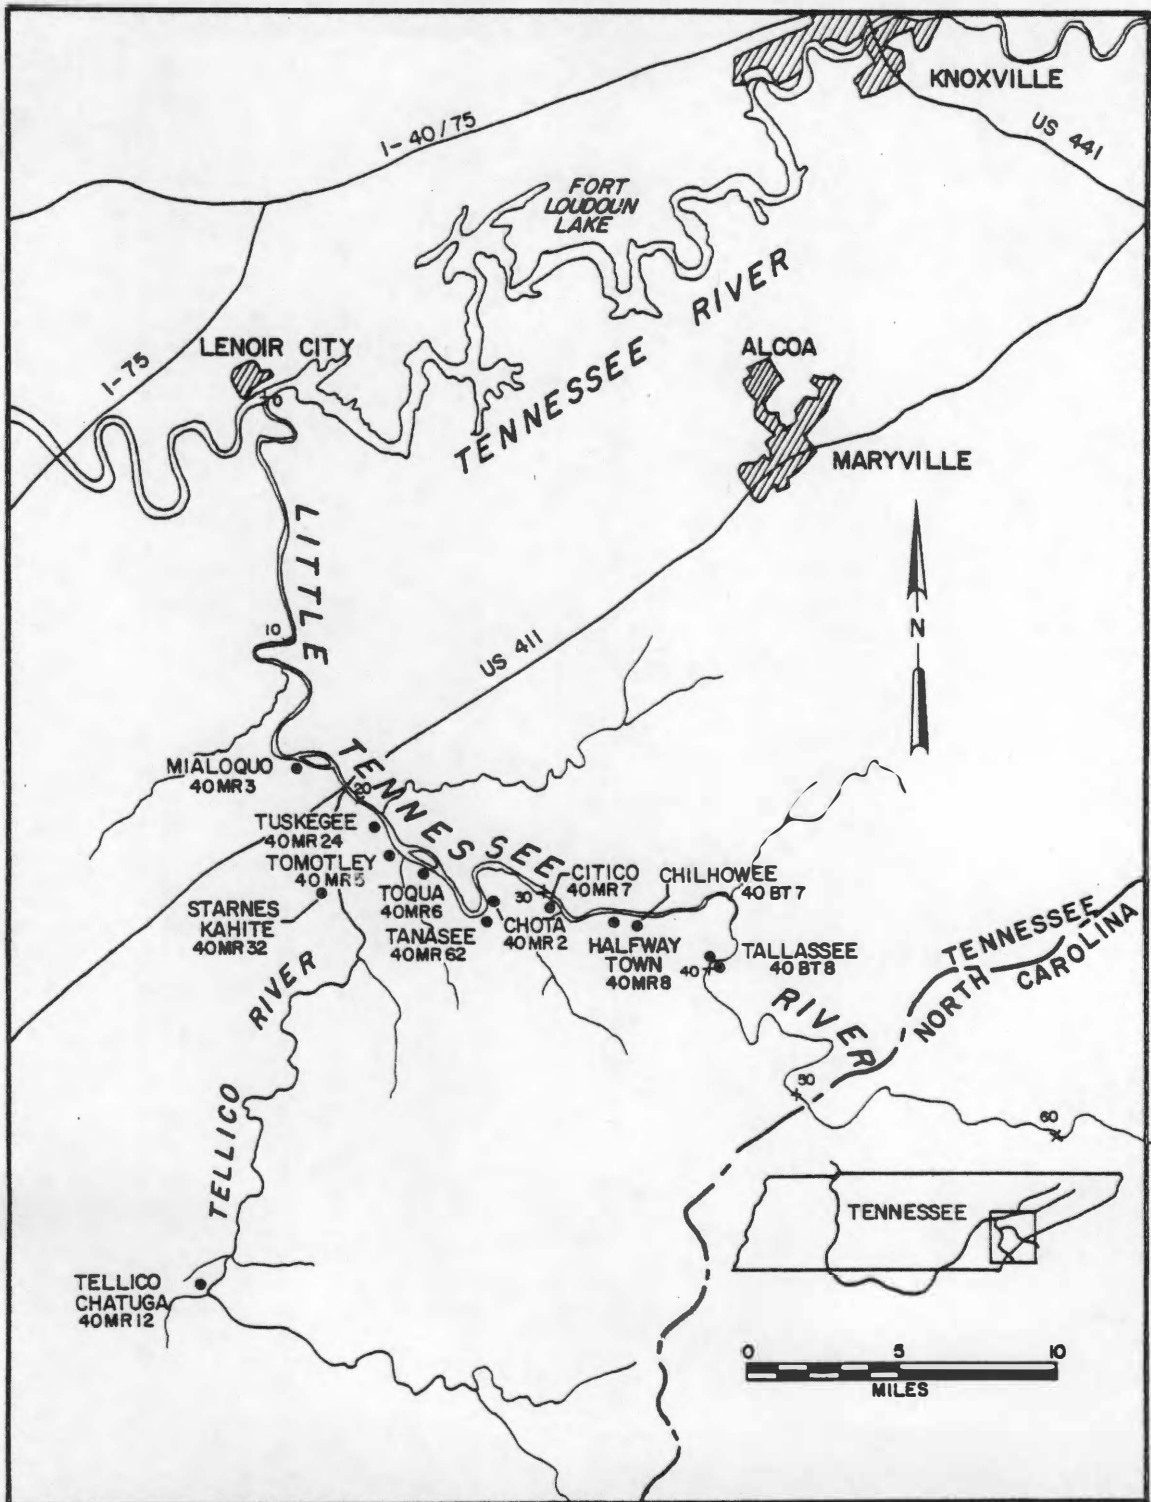 KNOXVILLE
I-40/75
US 441
FORT
LOUDOUN
LAKE
TENNESSEE RIVER
LENOIR CITY
ALCOA
I-75
0
MARYVILLE
LITTLE
10
N
US 411
TENNESSEE
MIALOQUO
40MR3
20
TUSKEGEE
40MR24
TOMOTLEY
40MR5
TOQUA
40MR6
STARNES
KAHITE
40MR32
TANASEE
40MR62
30
CHOTA
40MR2
CITICO
40MR7
CHILHOWEE
40BT7
HALFWAY
TOWN
40MR8
40
TALLASSEE
40BT8
RIVER
TENNESSEE
NORTH CAROLINA
TELLICO RIVER
50
60
TENNESSEE
TELLICO
CHATUGA
40MR12
0 5 10
MILES